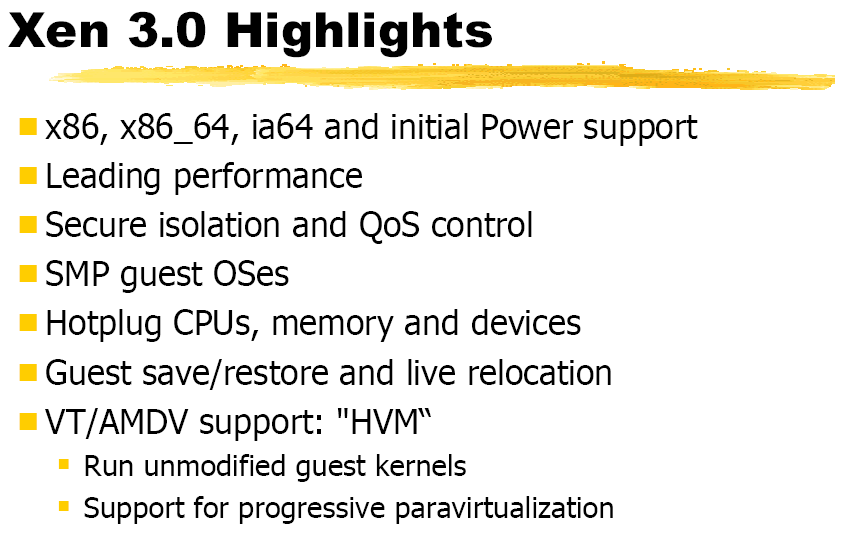 Xen 3.0 Highlights
x86, x86_64, ia64 and initial Power support
Leading performance
Secure isolation and QoS control
SMP guest OSes
Hotplug CPUs, memory and devices
Guest save/restore and live relocation
VT/AMDV support: "HVM“
Run unmodified guest kernels
Support for progressive paravirtualization